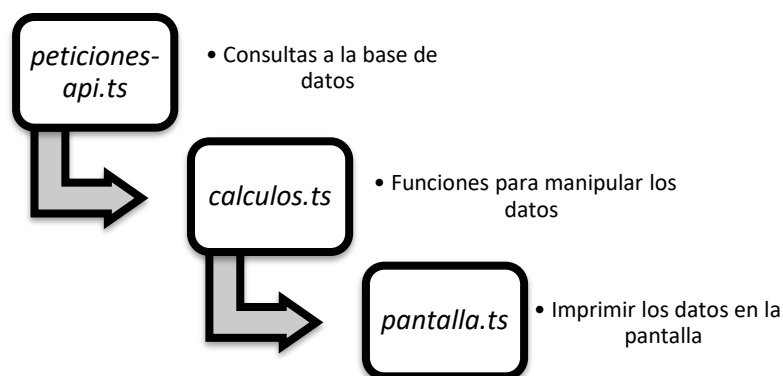 peticiones-
api.ts
• Consultas a la base de
datos
calculos.ts
• Funciones para manipular los
datos
pantalla.ts
• Imprimir los datos en la
pantalla